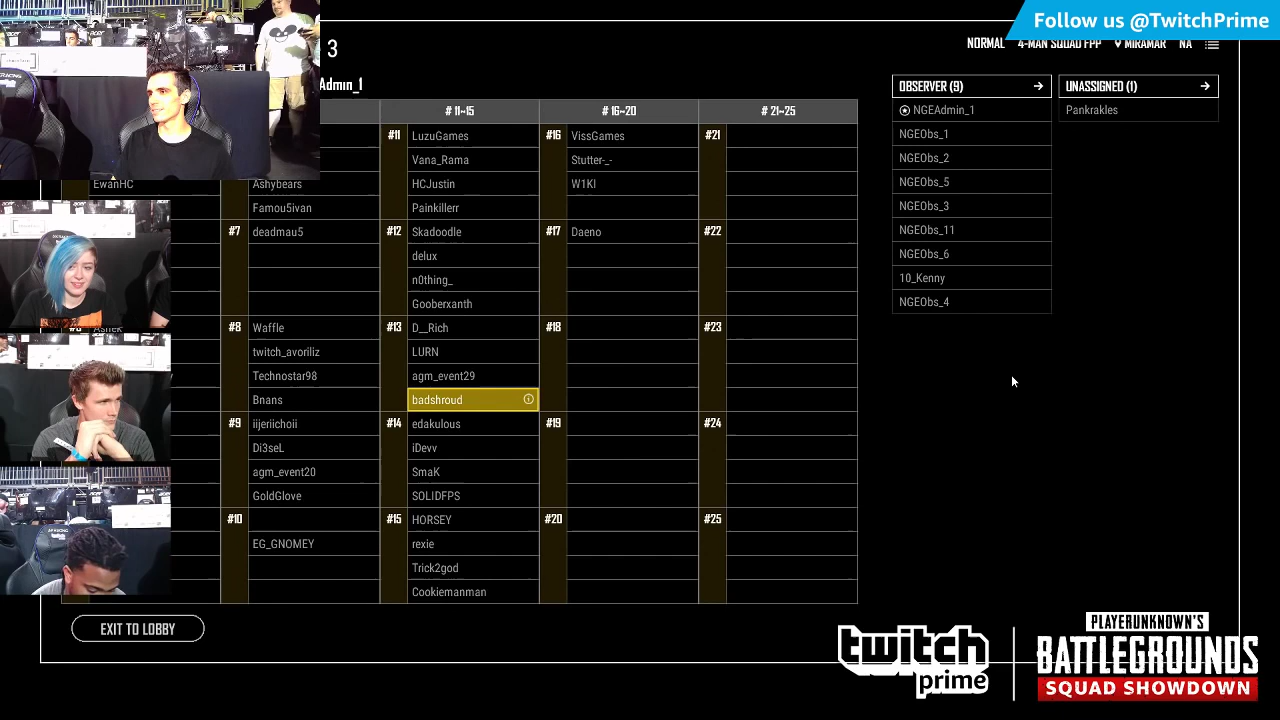 Follow us @TwitchPrime
3
NORMAL 4-MAN SQUAD FPP MIRAMAR NA
Admin_1
OBSERVER (9)
UNASSIGNED (1)
NGEAdmin_1
Pankrakles
NGEObs_1
NGEObs_2
NGEObs_5
NGEObs_3
NGEObs_11
NGEObs_6
10_Kenny
NGEObs_4
# 11~15
# 16~20
# 21~25
EwanHC
Ashybears
Famou5ivan
#7 deadmau5
#8 Waffle
twitch_avoriliz
Technostar98
Bnans
#9 iijeriichoii
Di3seL
agm_event20
GoldGlove
#10
EG_GNOMEY
#11 LuzuGames
Vana_Rama
HCJustin
Painkillerr
#12 Skadoodle
delux
n0thing_
Gooberxanth
#13 D__Rich
LURN
agm_event29
badshroud
#14 edakulous
iDevv
SmaK
SOLIDFPS
#15 HORSEY
rexie
Trick2god
Cookiemanman
#16 VissGames
Stutter-_-
W1KI
#17 Daeno
#18
#19
#20
#21
#22
#23
#24
#25
EXIT TO LOBBY
twitch prime
PLAYERUNKNOWN'S
BATTLEGROUNDS
SQUAD SHOWDOWN